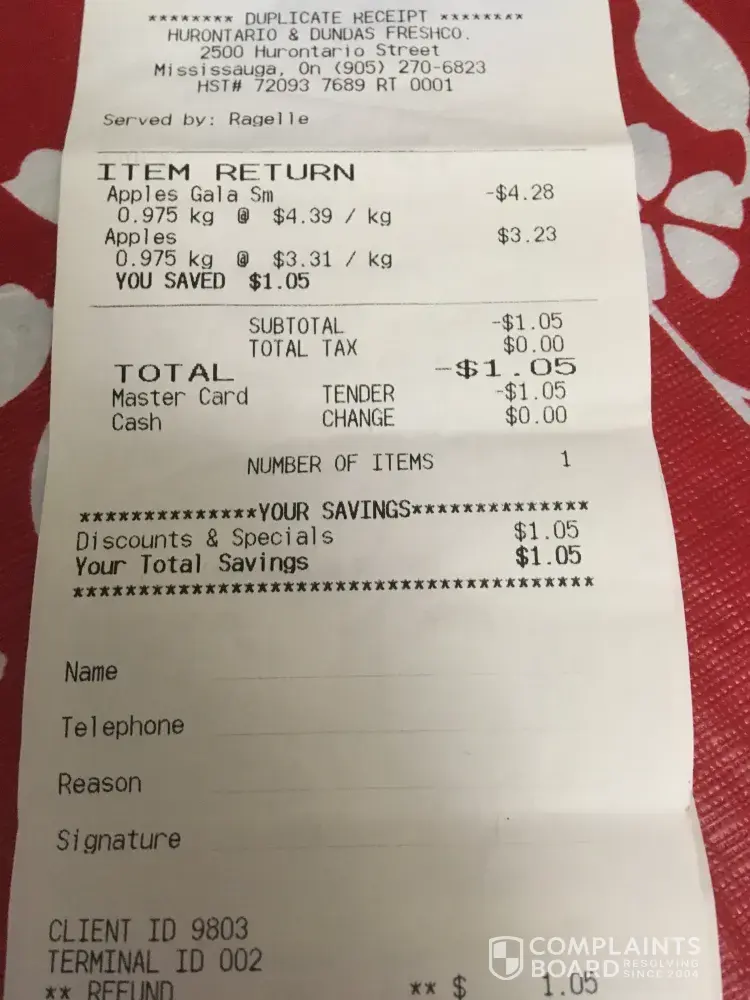 ******** DUPLICATE RECEIPT ********
HURONTARIO & DUNDAS FRESHCO.
2500 Hurontario Street
Mississauga, On (905) 270-6823
HST# 72093 7689 RT 0001
Served by: Ragelle
ITEM RETURN
Apples Gala Sm -$4.28
0.975 kg @ $4.39 / kg
Apples $3.23
0.975 kg @ $3.31 / kg
YOU SAVED $1.05
SUBTOTAL -$1.05
TOTAL TAX $0.00
TOTAL -$1.05
Master Card TENDER -$1.05
Cash CHANGE $0.00
NUMBER OF ITEMS 1
**************YOUR SAVINGS**************
Discounts & Specials $1.05
Your Total Savings $1.05
****************************************
Name
Telephone
Reason
Signature
CLIENT ID 9803
TERMINAL ID 002
** REFUND ** $ 1.05
COMPLAINTS
BOARD RESOLVING
SINCE 2004